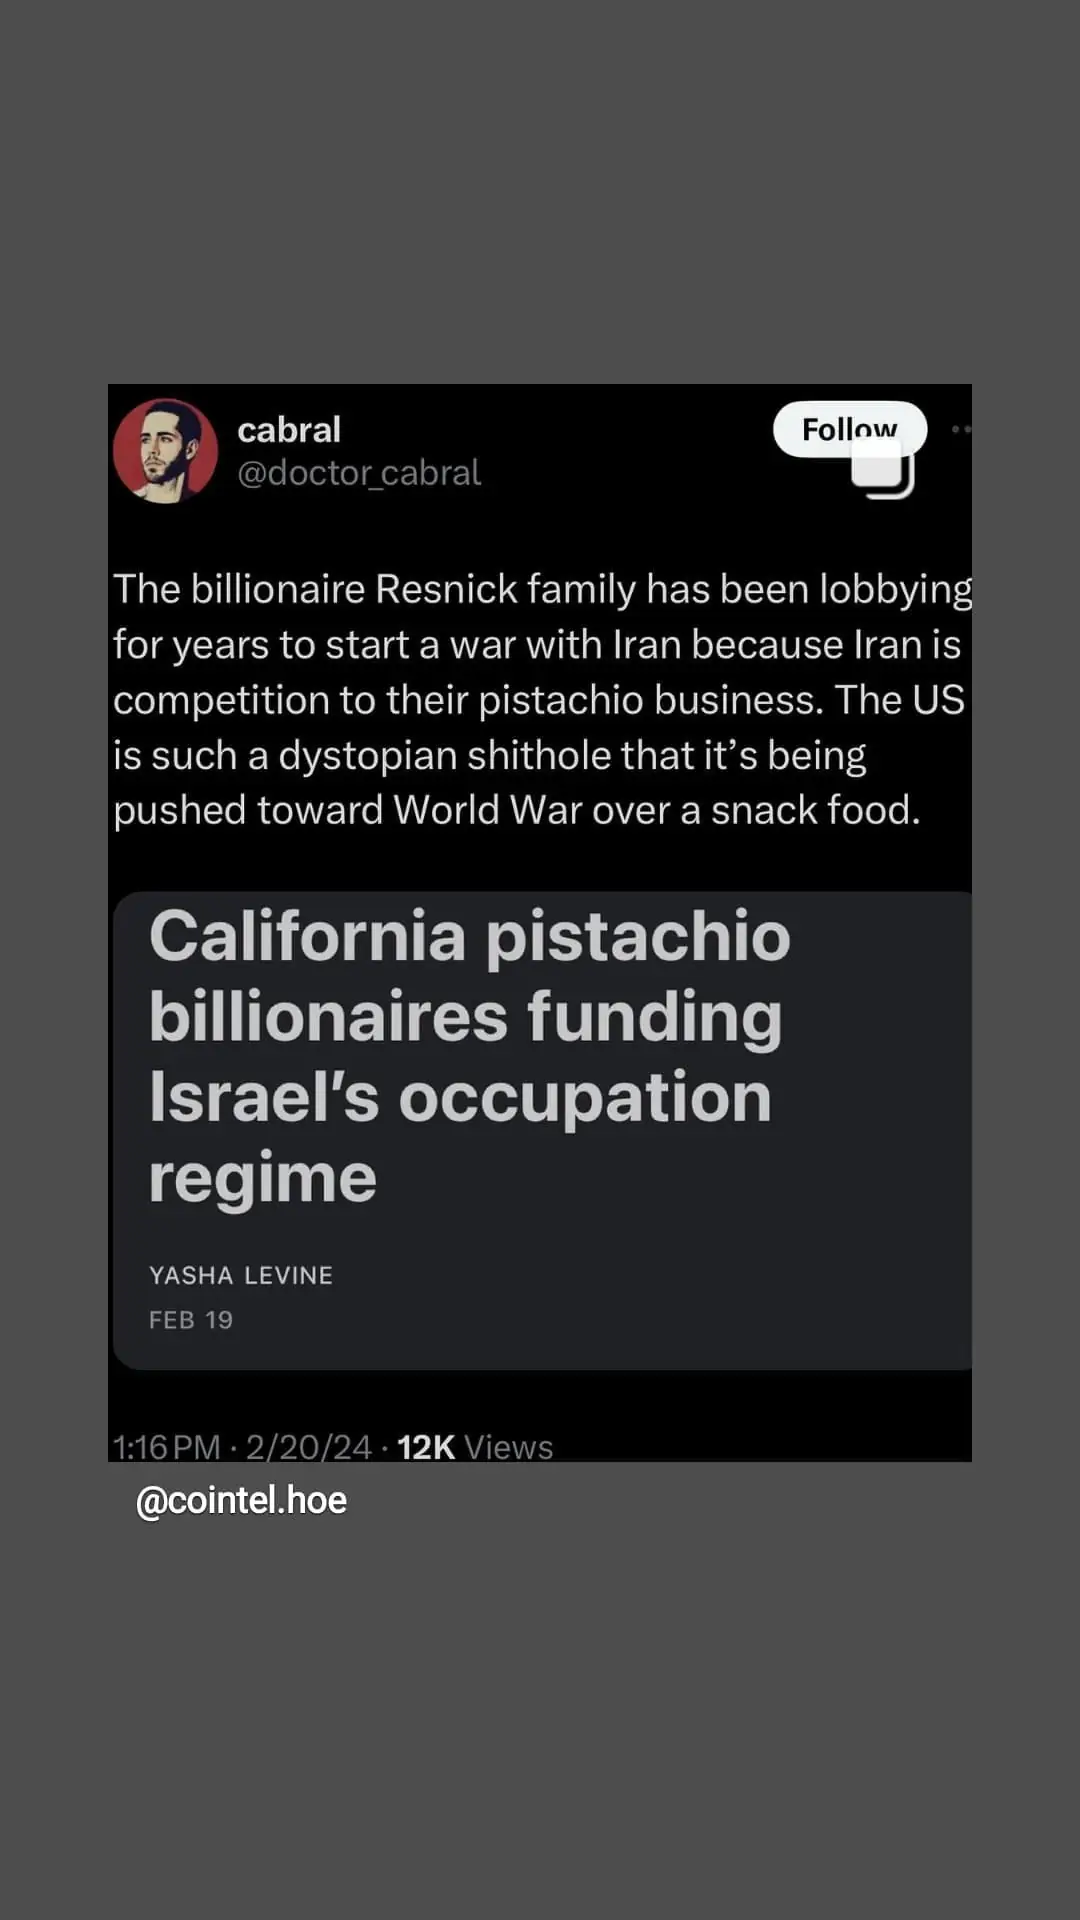 cabral
@doctor_cabral
Follow
The billionaire Resnick family has been lobbying
for years to start a war with Iran because Iran is
competition to their pistachio business. The US
is such a dystopian shithole that it’s being
pushed toward World War over a snack food.
California pistachio
billionaires funding
Israel’s occupation
regime
YASHA LEVINE
FEB 19
1:16 PM · 2/20/24 · 12K Views
@cointel.hoe